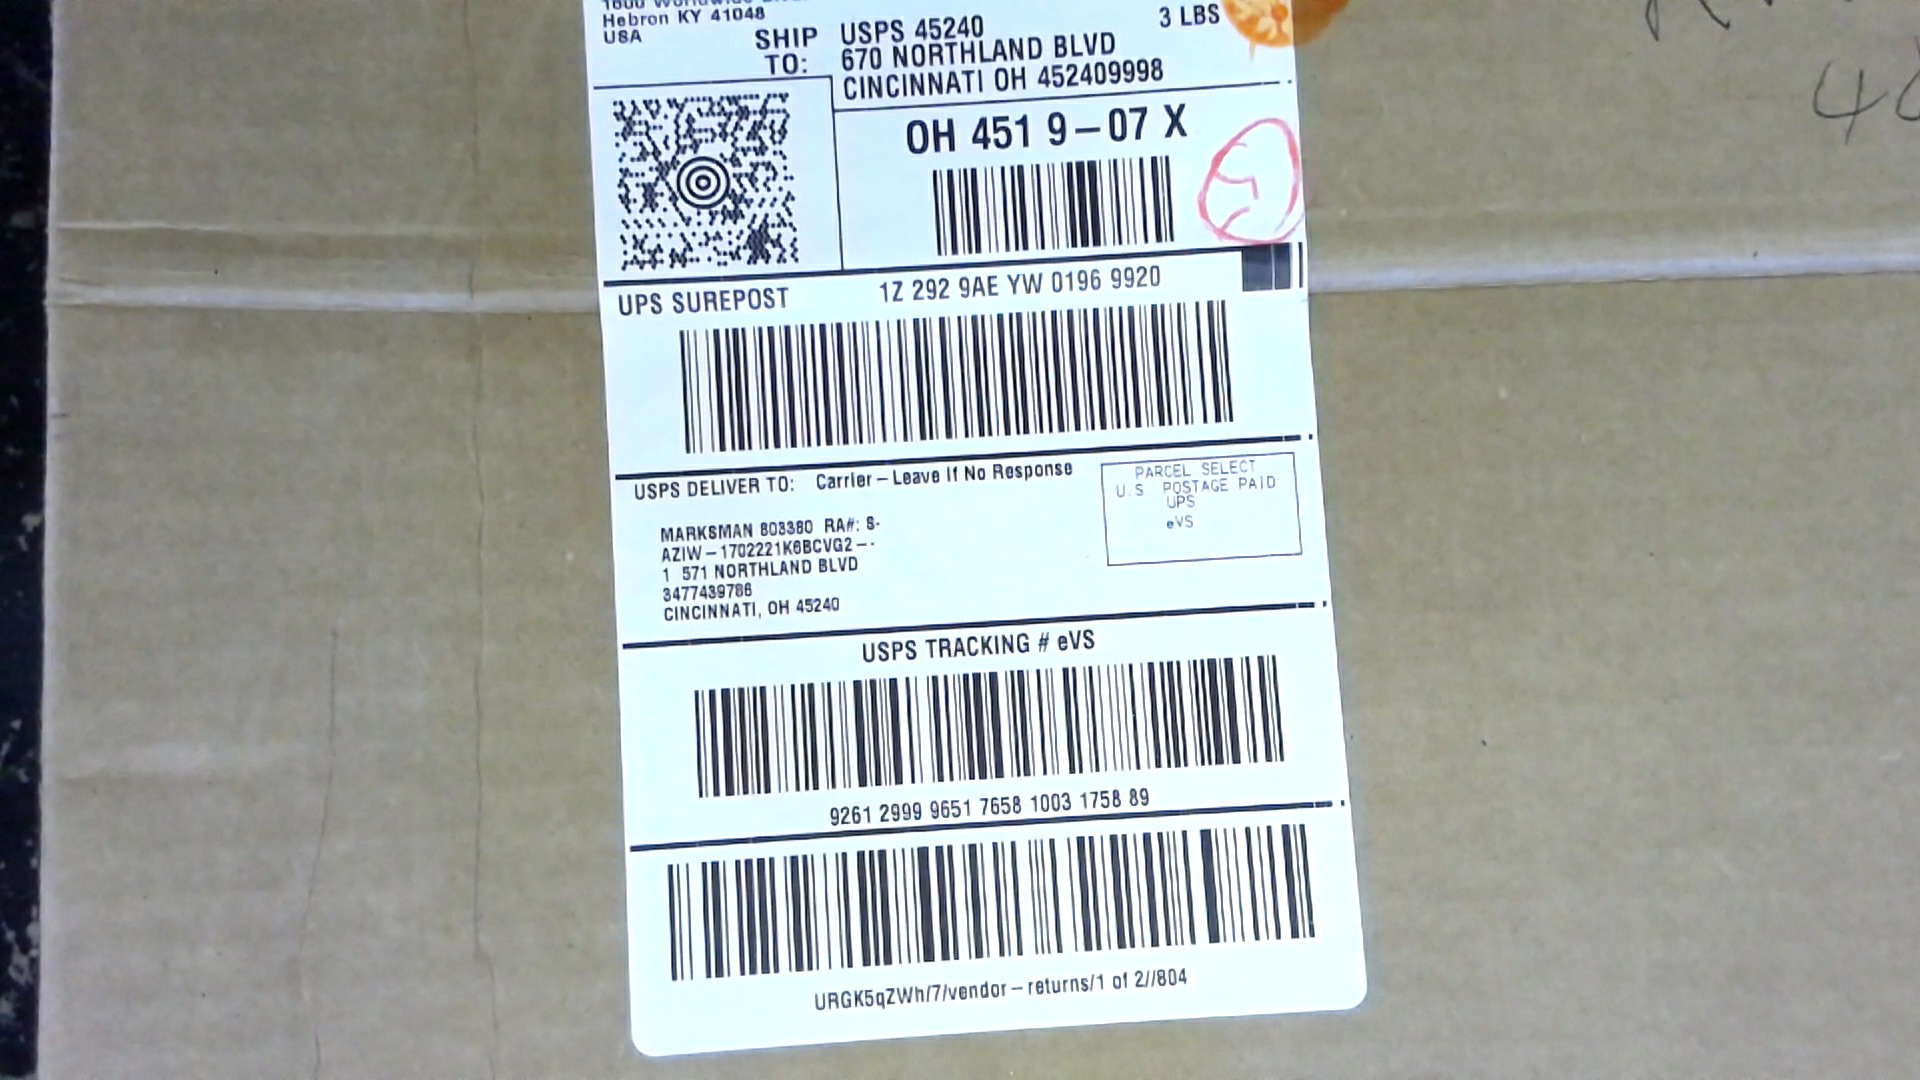 Hebron KY 41048
USA
3 LBS
SHIP TO:
USPS 45240
670 NORTHLAND BLVD
CINCINNATI OH 452409998
OH 451 9-07 X
UPS SUREPOST
1Z 292 9AE YW 0196 9920
USPS DELIVER TO: Carrier - Leave If No Response
MARKSMAN 803380 RA#: S-
AZIW-1702221K6BCVG2--
1 571 NORTHLAND BLVD
3477439786
CINCINNATI, OH 45240
PARCEL SELECT
U.S. POSTAGE PAID
UPS
eVS
USPS TRACKING # eVS
9261 2999 9651 7658 1003 1758 89
URGK5qZWh/7/vendor-returns/1 of 2//804